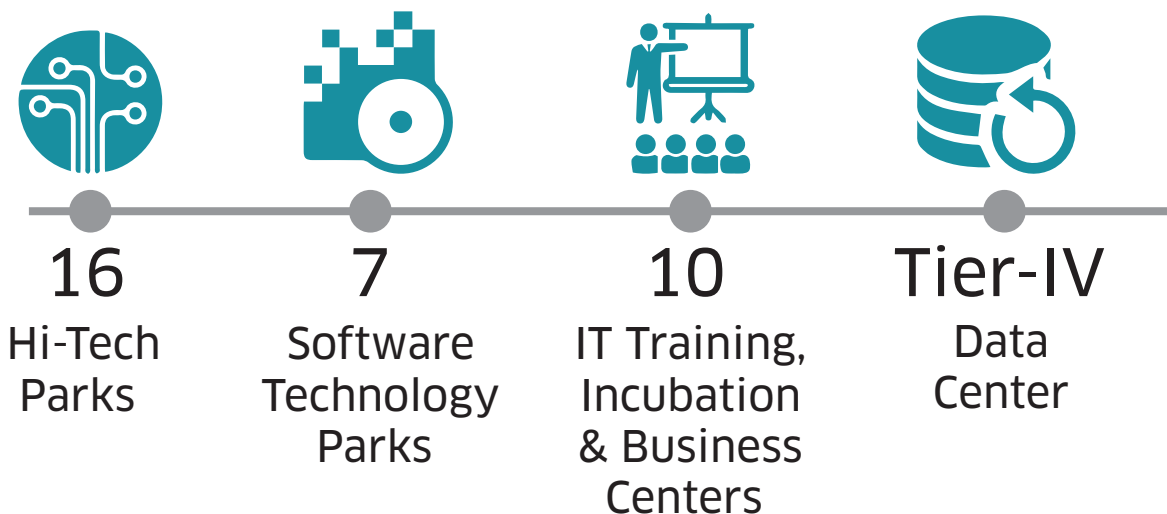 16
Hi-Tech
Parks
7
Software
Technology
Parks
10
IT Training,
Incubation
& Business
Centers
Tier-IV
Data
Center